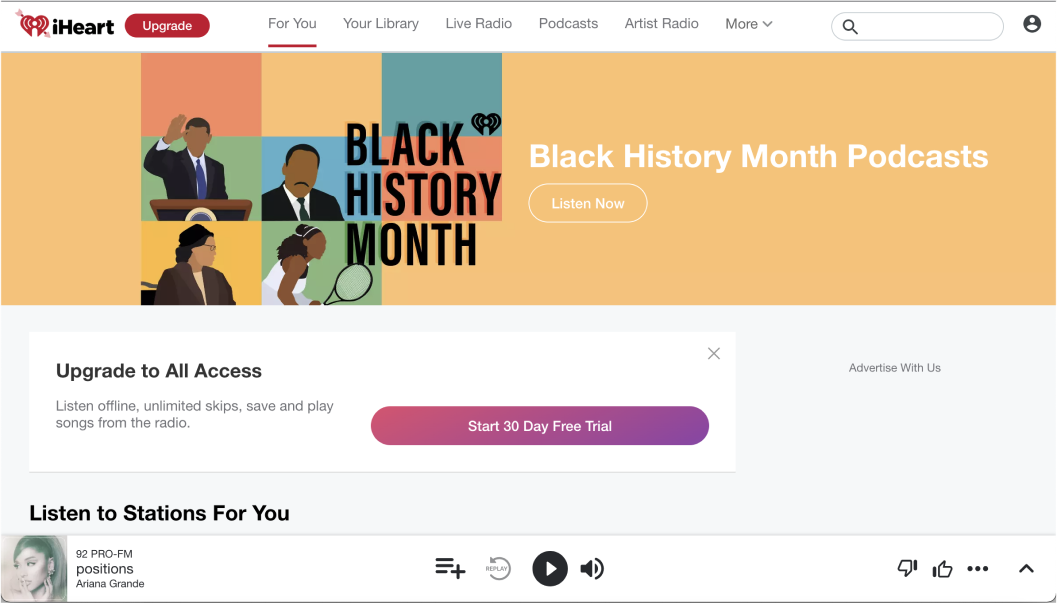 iHeart
Upgrade
For You
Your Library
Live Radio
Podcasts
Artist Radio
More
BLACK
HISTORY
MONTH
Black History Month Podcasts
Listen Now
Upgrade to All Access
Listen offline, unlimited skips, save and play
songs from the radio.
Start 30 Day Free Trial
Advertise With Us
Listen to Stations For You
92 PRO-FM
positions
Ariana Grande
REPLAY